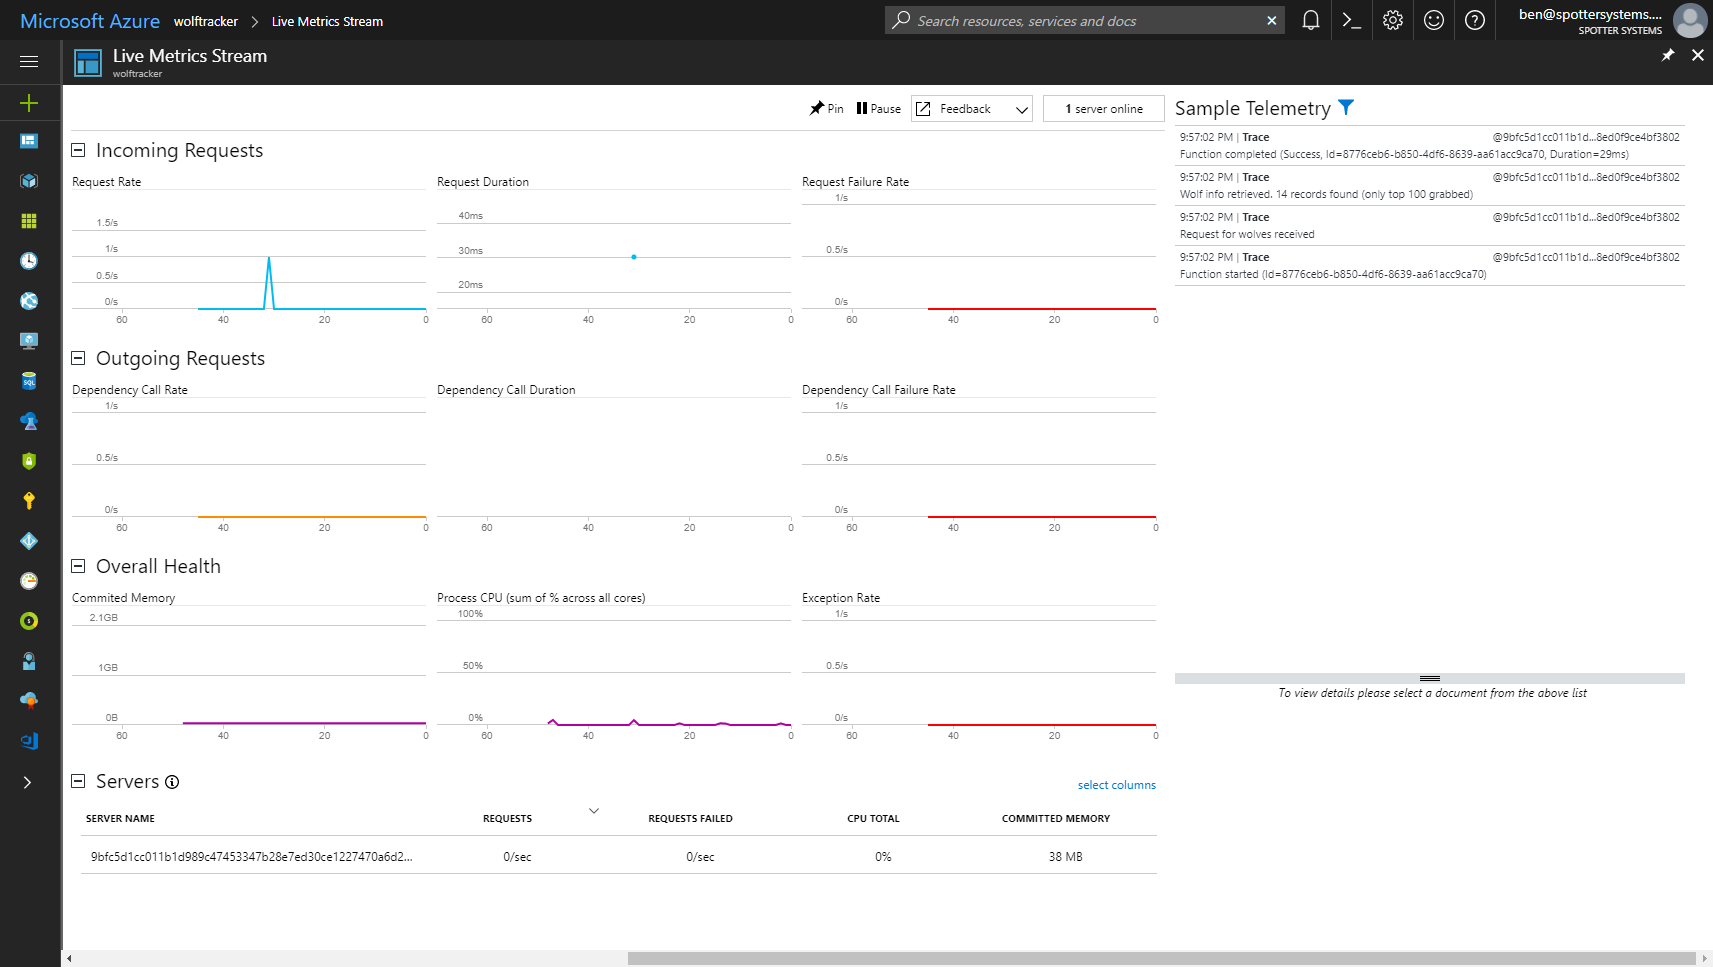 Microsoft Azure wolftracker > Live Metrics Stream
Search resources, services and docs
ben@spottersystems....
SPOTTER SYSTEMS
Live Metrics Stream
wolftracker
Pin Pause Feedback 1 server online
Incoming Requests
Request Rate
1.5/s
1/s
0.5/s
0/s
60 40 20 0
Request Duration
40ms
30ms
20ms
60 40 20 0
Request Failure Rate
1/s
0.5/s
0/s
60 40 20 0
Outgoing Requests
Dependency Call Rate
1/s
0.5/s
0/s
60 40 20 0
Dependency Call Duration
60 40 20 0
Dependency Call Failure Rate
1/s
0.5/s
0/s
60 40 20 0
Overall Health
Commited Memory
2.1GB
1GB
0B
60 40 20 0
Process CPU (sum of % across all cores)
100%
50%
0%
60 40 20 0
Exception Rate
1/s
0.5/s
0/s
60 40 20 0
Servers
select columns
SERVER NAME REQUESTS REQUESTS FAILED CPU TOTAL COMMITTED MEMORY
9bfc5d1cc011b1d989c47453347b28e7ed30ce1227470a6d2... 0/sec 0/sec 0% 38 MB
Sample Telemetry
9:57:02 PM | Trace @9bfc5d1cc011b1d...8ed0f9ce4bf3802
Function completed (Success, Id=8776ceb6-b850-4df6-8639-aa61acc9ca70, Duration=29ms)
9:57:02 PM | Trace @9bfc5d1cc011b1d...8ed0f9ce4bf3802
Wolf info retrieved. 14 records found (only top 100 grabbed)
9:57:02 PM | Trace @9bfc5d1cc011b1d...8ed0f9ce4bf3802
Request for wolves received
9:57:02 PM | Trace @9bfc5d1cc011b1d...8ed0f9ce4bf3802
Function started (Id=8776ceb6-b850-4df6-8639-aa61acc9ca70)
To view details please select a document from the above list